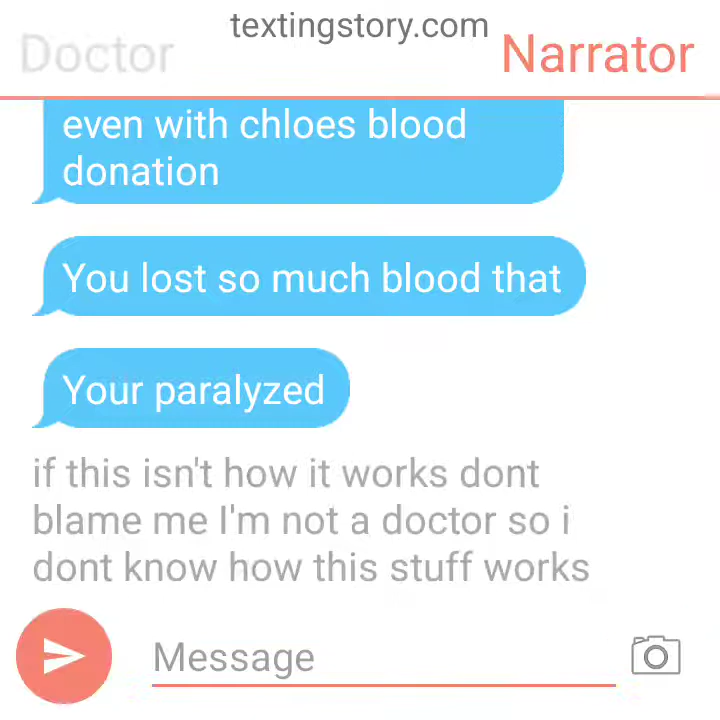 textingstory.com
Doctor
Narrator
even with chloes blood
donation
You lost so much blood that
Your paralyzed
if this isn't how it works dont
blame me I'm not a doctor so i
dont know how this stuff works
Message